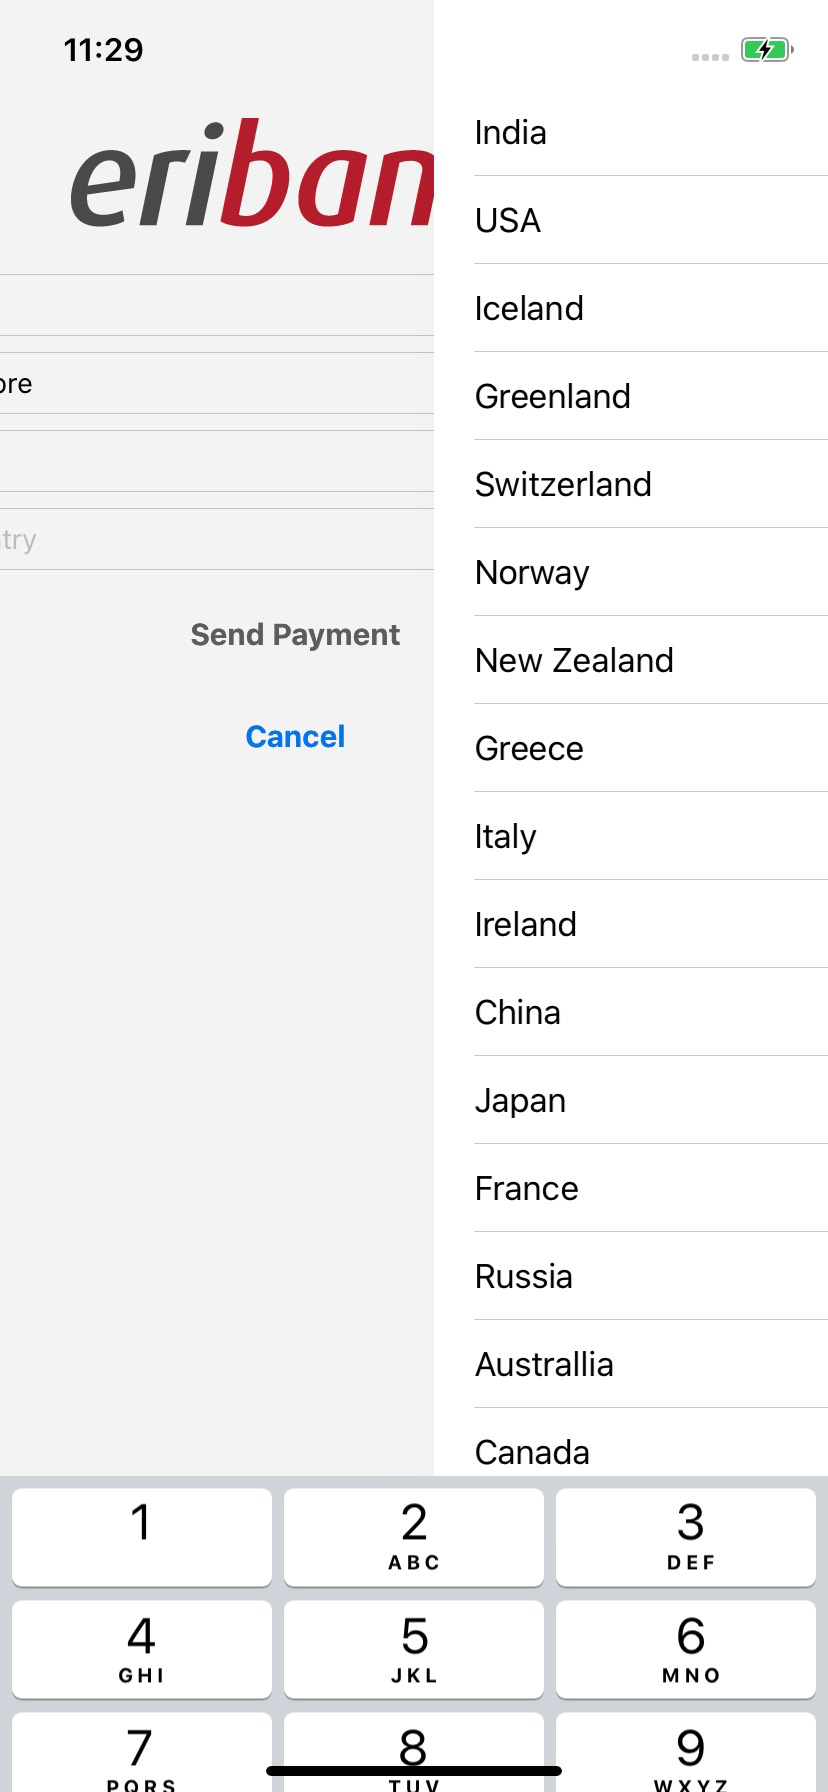 11:29
eriban
ore
try
Send Payment
Cancel
India
USA
Iceland
Greenland
Switzerland
Norway
New Zealand
Greece
Italy
Ireland
China
Japan
France
Russia
Australlia
Canada
1
2 ABC
3 DEF
4 GHI
5 JKL
6 MNO
7 PQRS
8 TUV
9 WXYZ